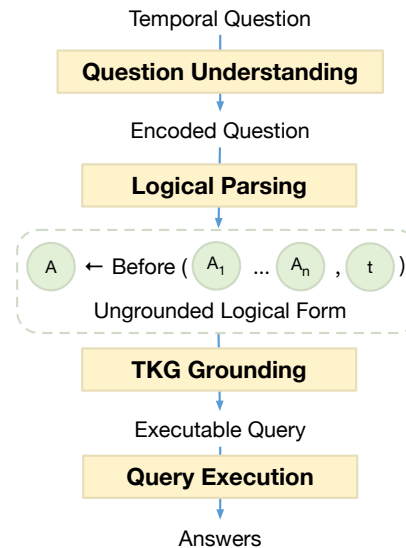 Temporal Question
Question Understanding
Encoded Question
Logical Parsing
A ← Before ( A₁ ... Aₙ , t )
Ungrounded Logical Form
TKG Grounding
Executable Query
Query Execution
Answers